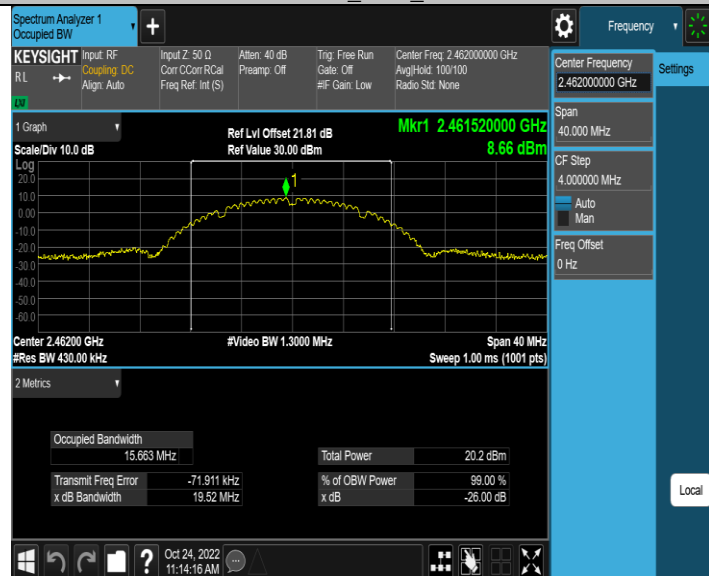 Spectrum Analyzer 1
Occupied BW
+
Frequency
KEYSIGHT
RL
LXI
Input: RF
Coupling: DC
Align: Auto
Input Z: 50 Ω
Corr CCorr RCal
Freq Ref: Int (S)
Atten: 40 dB
Preamp: Off
Trig: Free Run
Gate: Off
#IF Gain: Low
Center Freq: 2.462000000 GHz
Avg|Hold: 100/100
Radio Std: None
Center Frequency
2.462000000 GHz
Settings
Span
40.000 MHz
CF Step
4.000000 MHz
Auto
Man
Freq Offset
0 Hz
1 Graph
Scale/Div 10.0 dB
Ref Lvl Offset 21.81 dB
Ref Value 30.00 dBm
Mkr1 2.461520000 GHz
8.66 dBm
Log
20.0
10.0
0.00
-10.0
-20.0
-30.0
-40.0
-50.0
-60.0
1
Center 2.46200 GHz
#Res BW 430.00 kHz
#Video BW 1.3000 MHz
Span 40 MHz
Sweep 1.00 ms (1001 pts)
2 Metrics
Occupied Bandwidth
15.663 MHz
Total Power 20.2 dBm
Transmit Freq Error -71.911 kHz
% of OBW Power 99.00 %
x dB Bandwidth 19.52 MHz
x dB -26.00 dB
Local
?
Oct 24, 2022
11:14:16 AM